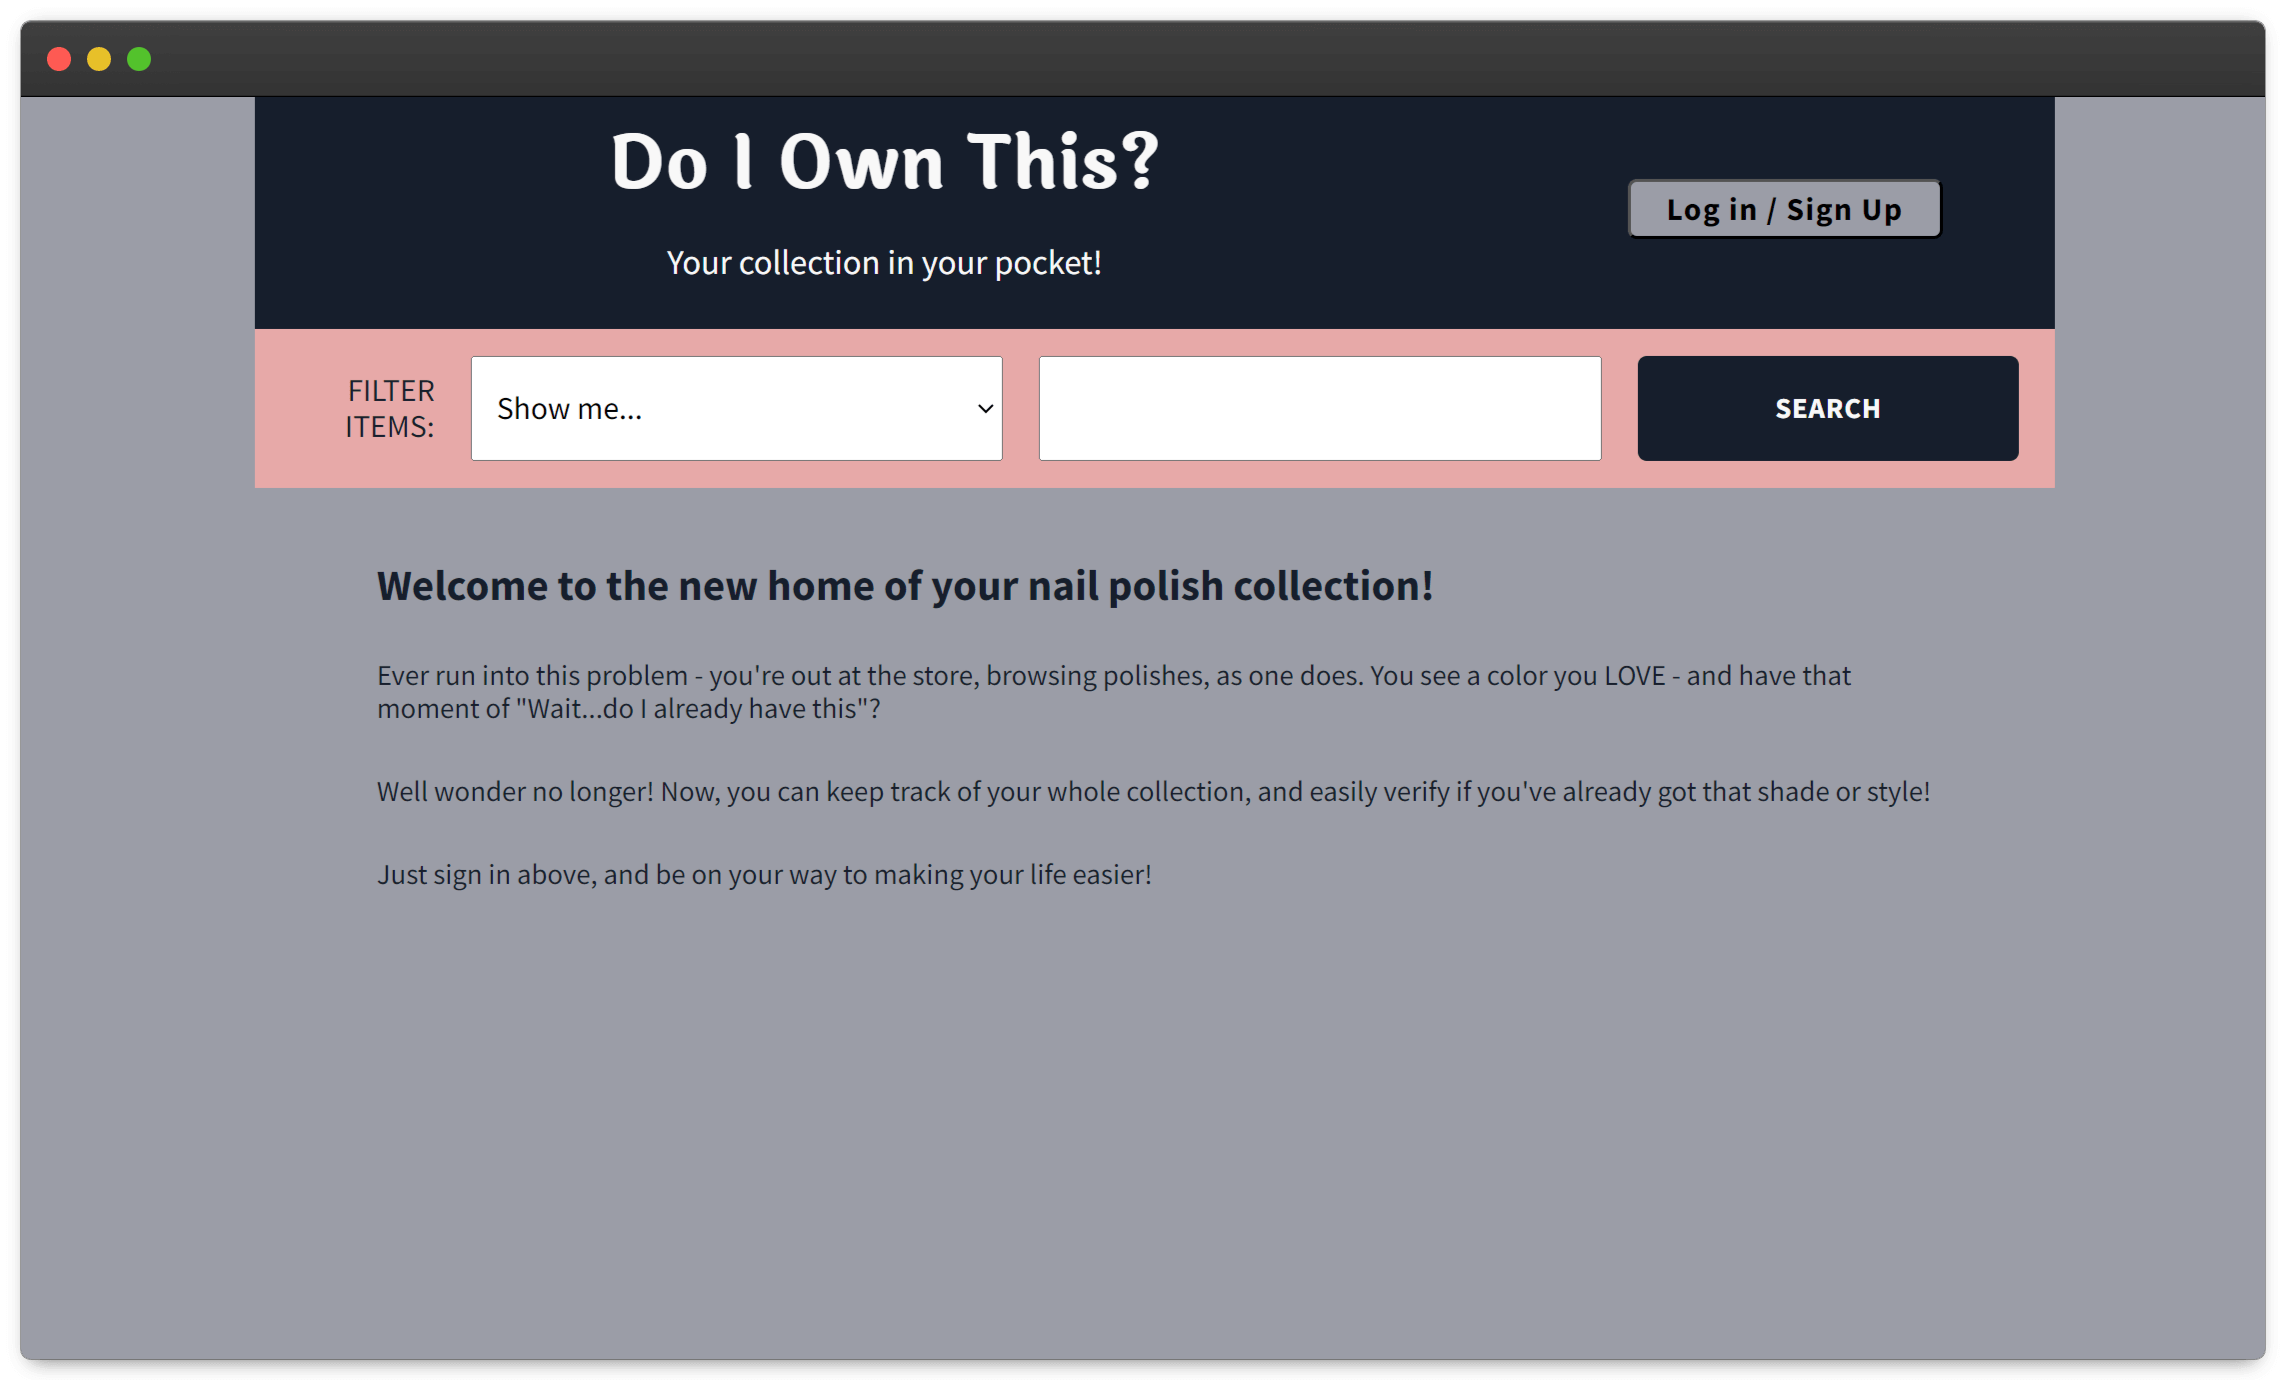 Do I Own This?
Your collection in your pocket!
Log in / Sign Up
FILTER
ITEMS:
Show me...
SEARCH
Welcome to the new home of your nail polish collection!
Ever run into this problem - you're out at the store, browsing polishes, as one does. You see a color you LOVE - and have that
moment of "Wait...do I already have this"?
Well wonder no longer! Now, you can keep track of your whole collection, and easily verify if you've already got that shade or style!
Just sign in above, and be on your way to making your life easier!